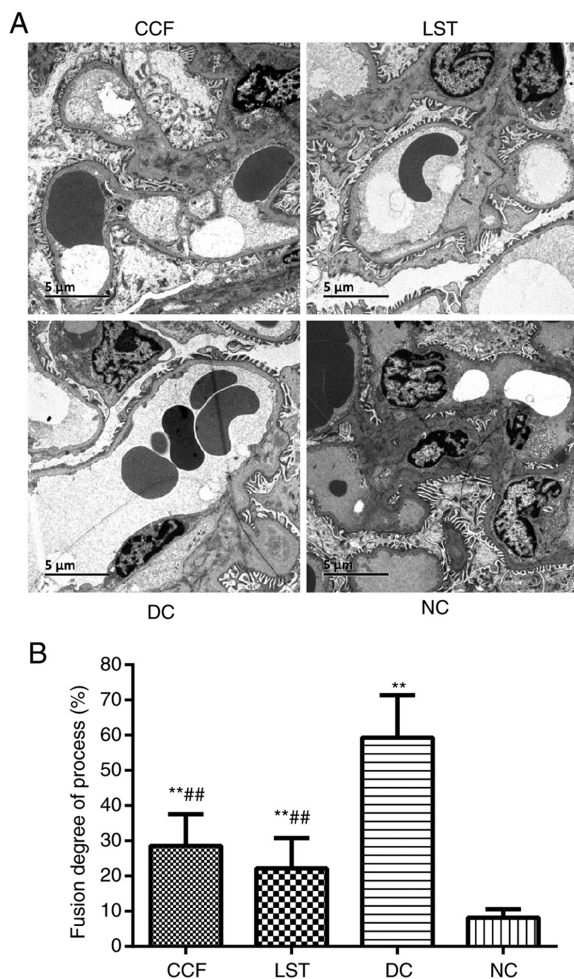 A
CCF
LST
5 µm
5 µm
5 µm
5 µm
DC
NC
B
Fusion degree of process (%)
80
70
60
50
40
30
20
10
0
**##
**##
**
CCF
LST
DC
NC